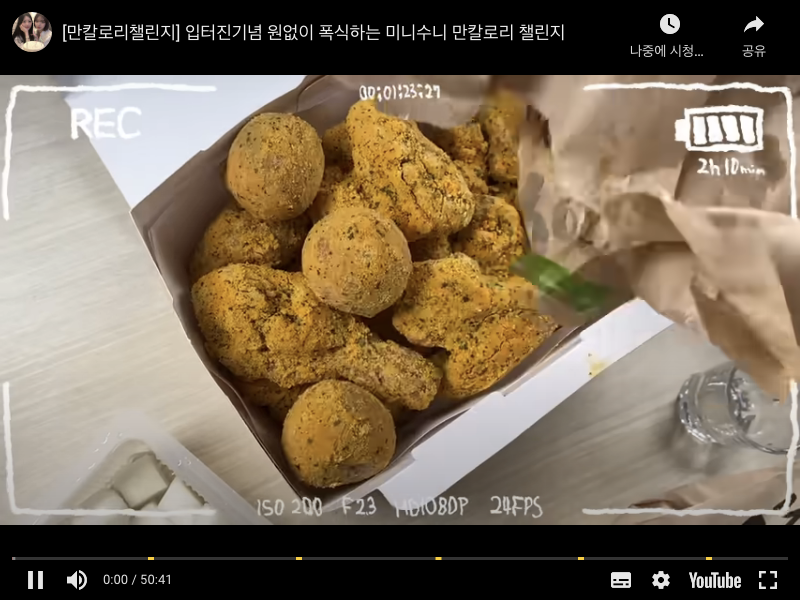 [만칼로리챌린지] 입터진기념 원없이 폭식하는 미니수니 만칼로리 챌린지
나중에 시청...
공유
00;01;23;27
REC
2h 10min
ISO 200 F2.3 HD1080P 24FPS
0:00 / 50:41
YouTube